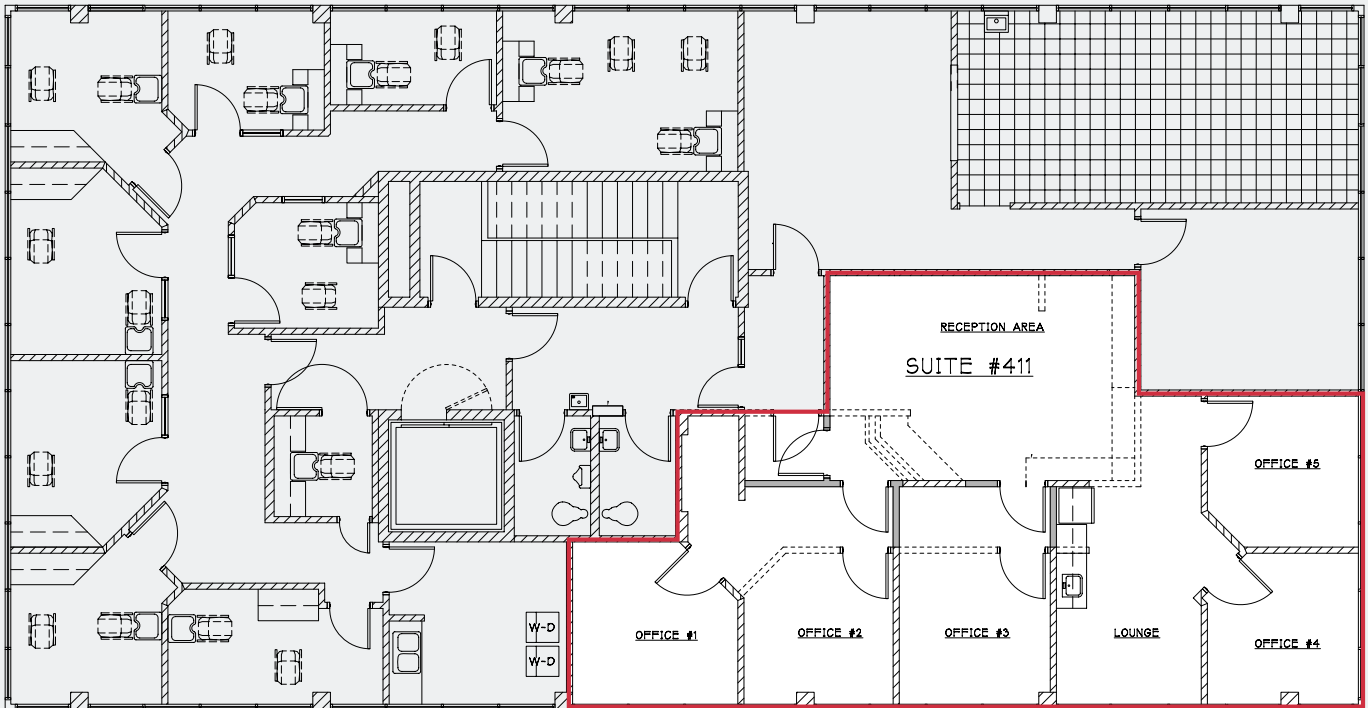 RECEPTION AREA
SUITE #411
OFFICE #5
W-D
W-D
OFFICE #1
OFFICE #2
OFFICE #3
LOUNGE
OFFICE #4